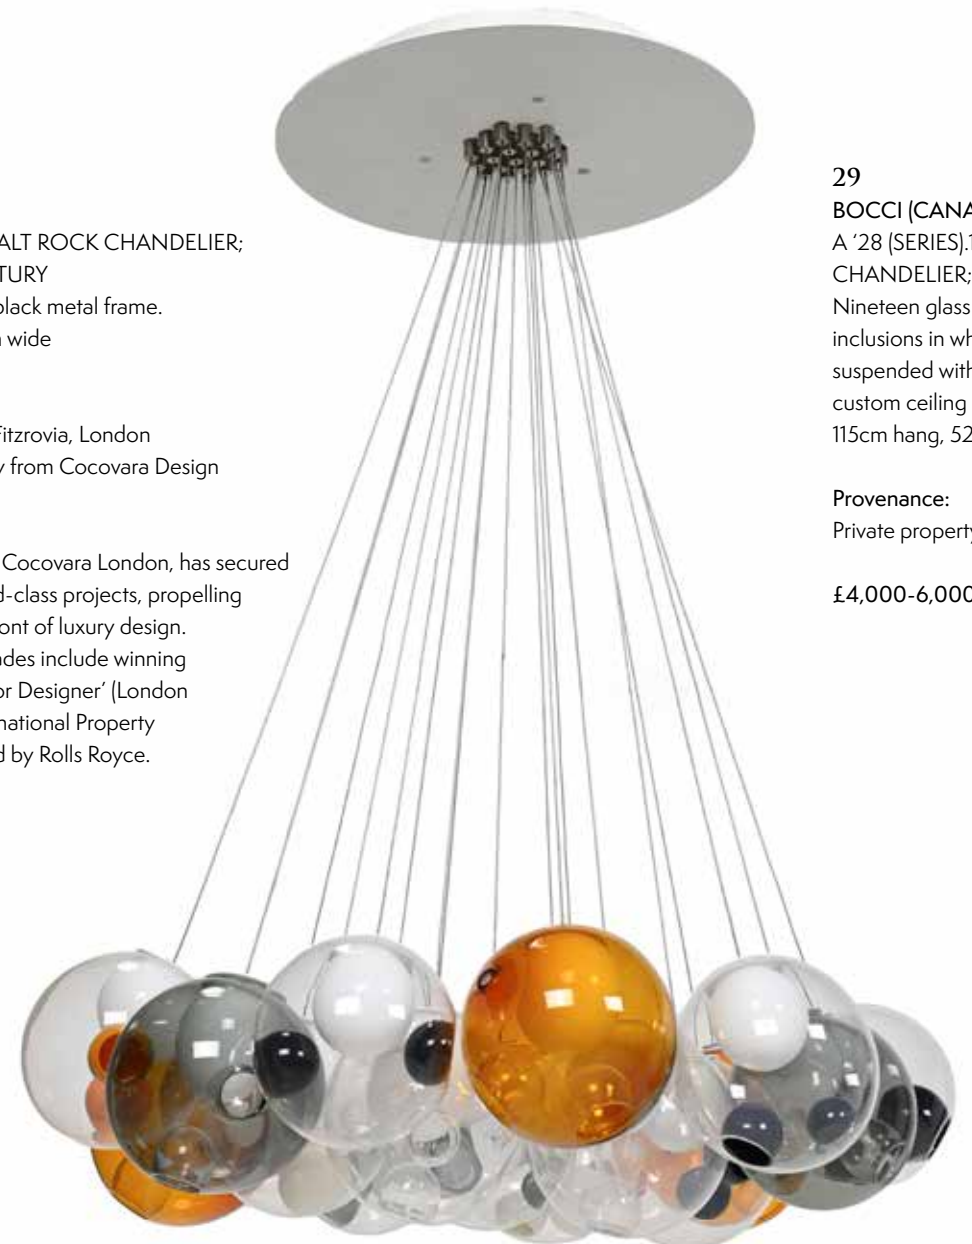 ALT ROCK CHANDELIER;
TURY
black metal frame.
wide
Fitzrovia, London
from Cocovara Design
Cocovara London, has secured
d-class projects, propelling
ont of luxury design.
ades include winning
or Designer’ (London
national Property
d by Rolls Royce.
29
BOCCI (CANA
A ‘28 (SERIES).1
CHANDELIER;
Nineteen glass
inclusions in wh
suspended with
custom ceiling
115cm hang, 52
Provenance:
Private property
£4,000-6,000